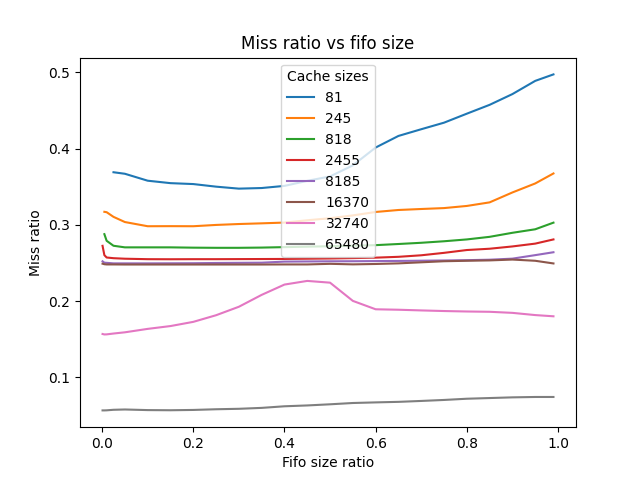 Miss ratio vs fifo size
Cache sizes
81
245
818
2455
8185
16370
32740
65480
0.5
0.4
0.3
0.2
0.1
Miss ratio
0.0 0.2 0.4 0.6 0.8 1.0
Fifo size ratio